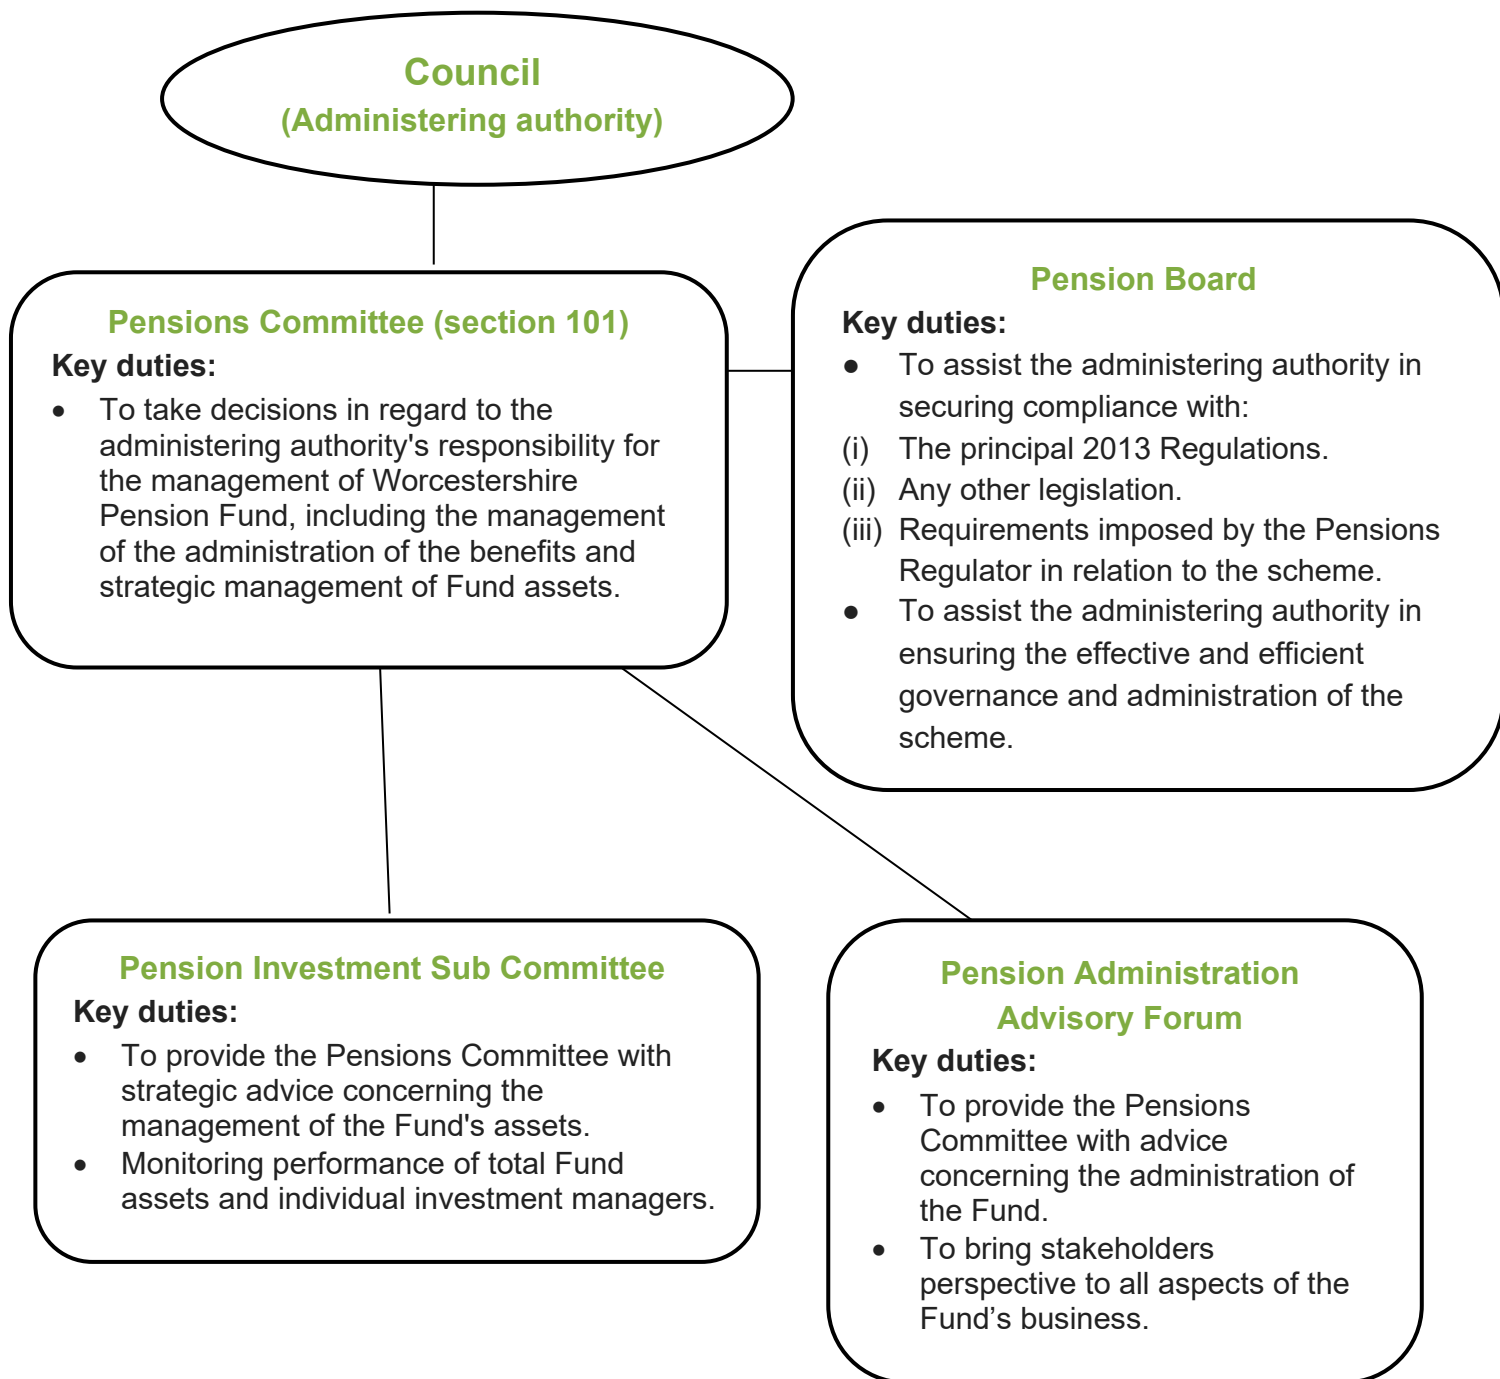 Council
(Administering authority)
Pensions Committee (section 101)
Key duties:
• To take decisions in regard to the
administering authority's responsibility for
the management of Worcestershire
Pension Fund, including the management
of the administration of the benefits and
strategic management of Fund assets.
Pension Board
Key duties:
● To assist the administering authority in
securing compliance with:
(i) The principal 2013 Regulations.
(ii) Any other legislation.
(iii) Requirements imposed by the Pensions
Regulator in relation to the scheme.
● To assist the administering authority in
ensuring the effective and efficient
governance and administration of the
scheme.
Pension Investment Sub Committee
Key duties:
• To provide the Pensions Committee with
strategic advice concerning the
management of the Fund's assets.
• Monitoring performance of total Fund
assets and individual investment managers.
Pension Administration
Advisory Forum
Key duties:
• To provide the Pensions
Committee with advice
concerning the administration of
the Fund.
• To bring stakeholders
perspective to all aspects of the
Fund’s business.